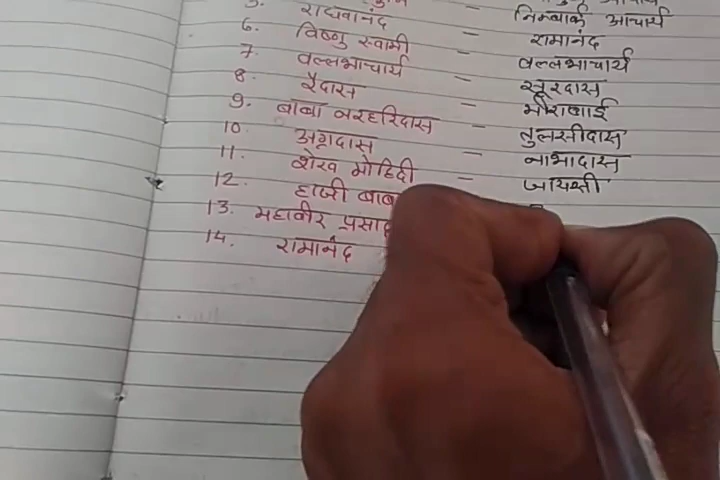 5. राघवानंद – निम्बार्क आचार्य
6. विष्णु स्वामी – रामानंद
7. वल्लभाचार्य – वल्लभाचार्य
8. रैदास – सूरदास
9. बाबा नरहरिदास – मीराबाई
10. अग्रदास – तुलसीदास
11. शेख मोहिदी – नाभादास
12. हाजी बाबा – जायसी
13. महावीर प्रसाद
14. रामानंद